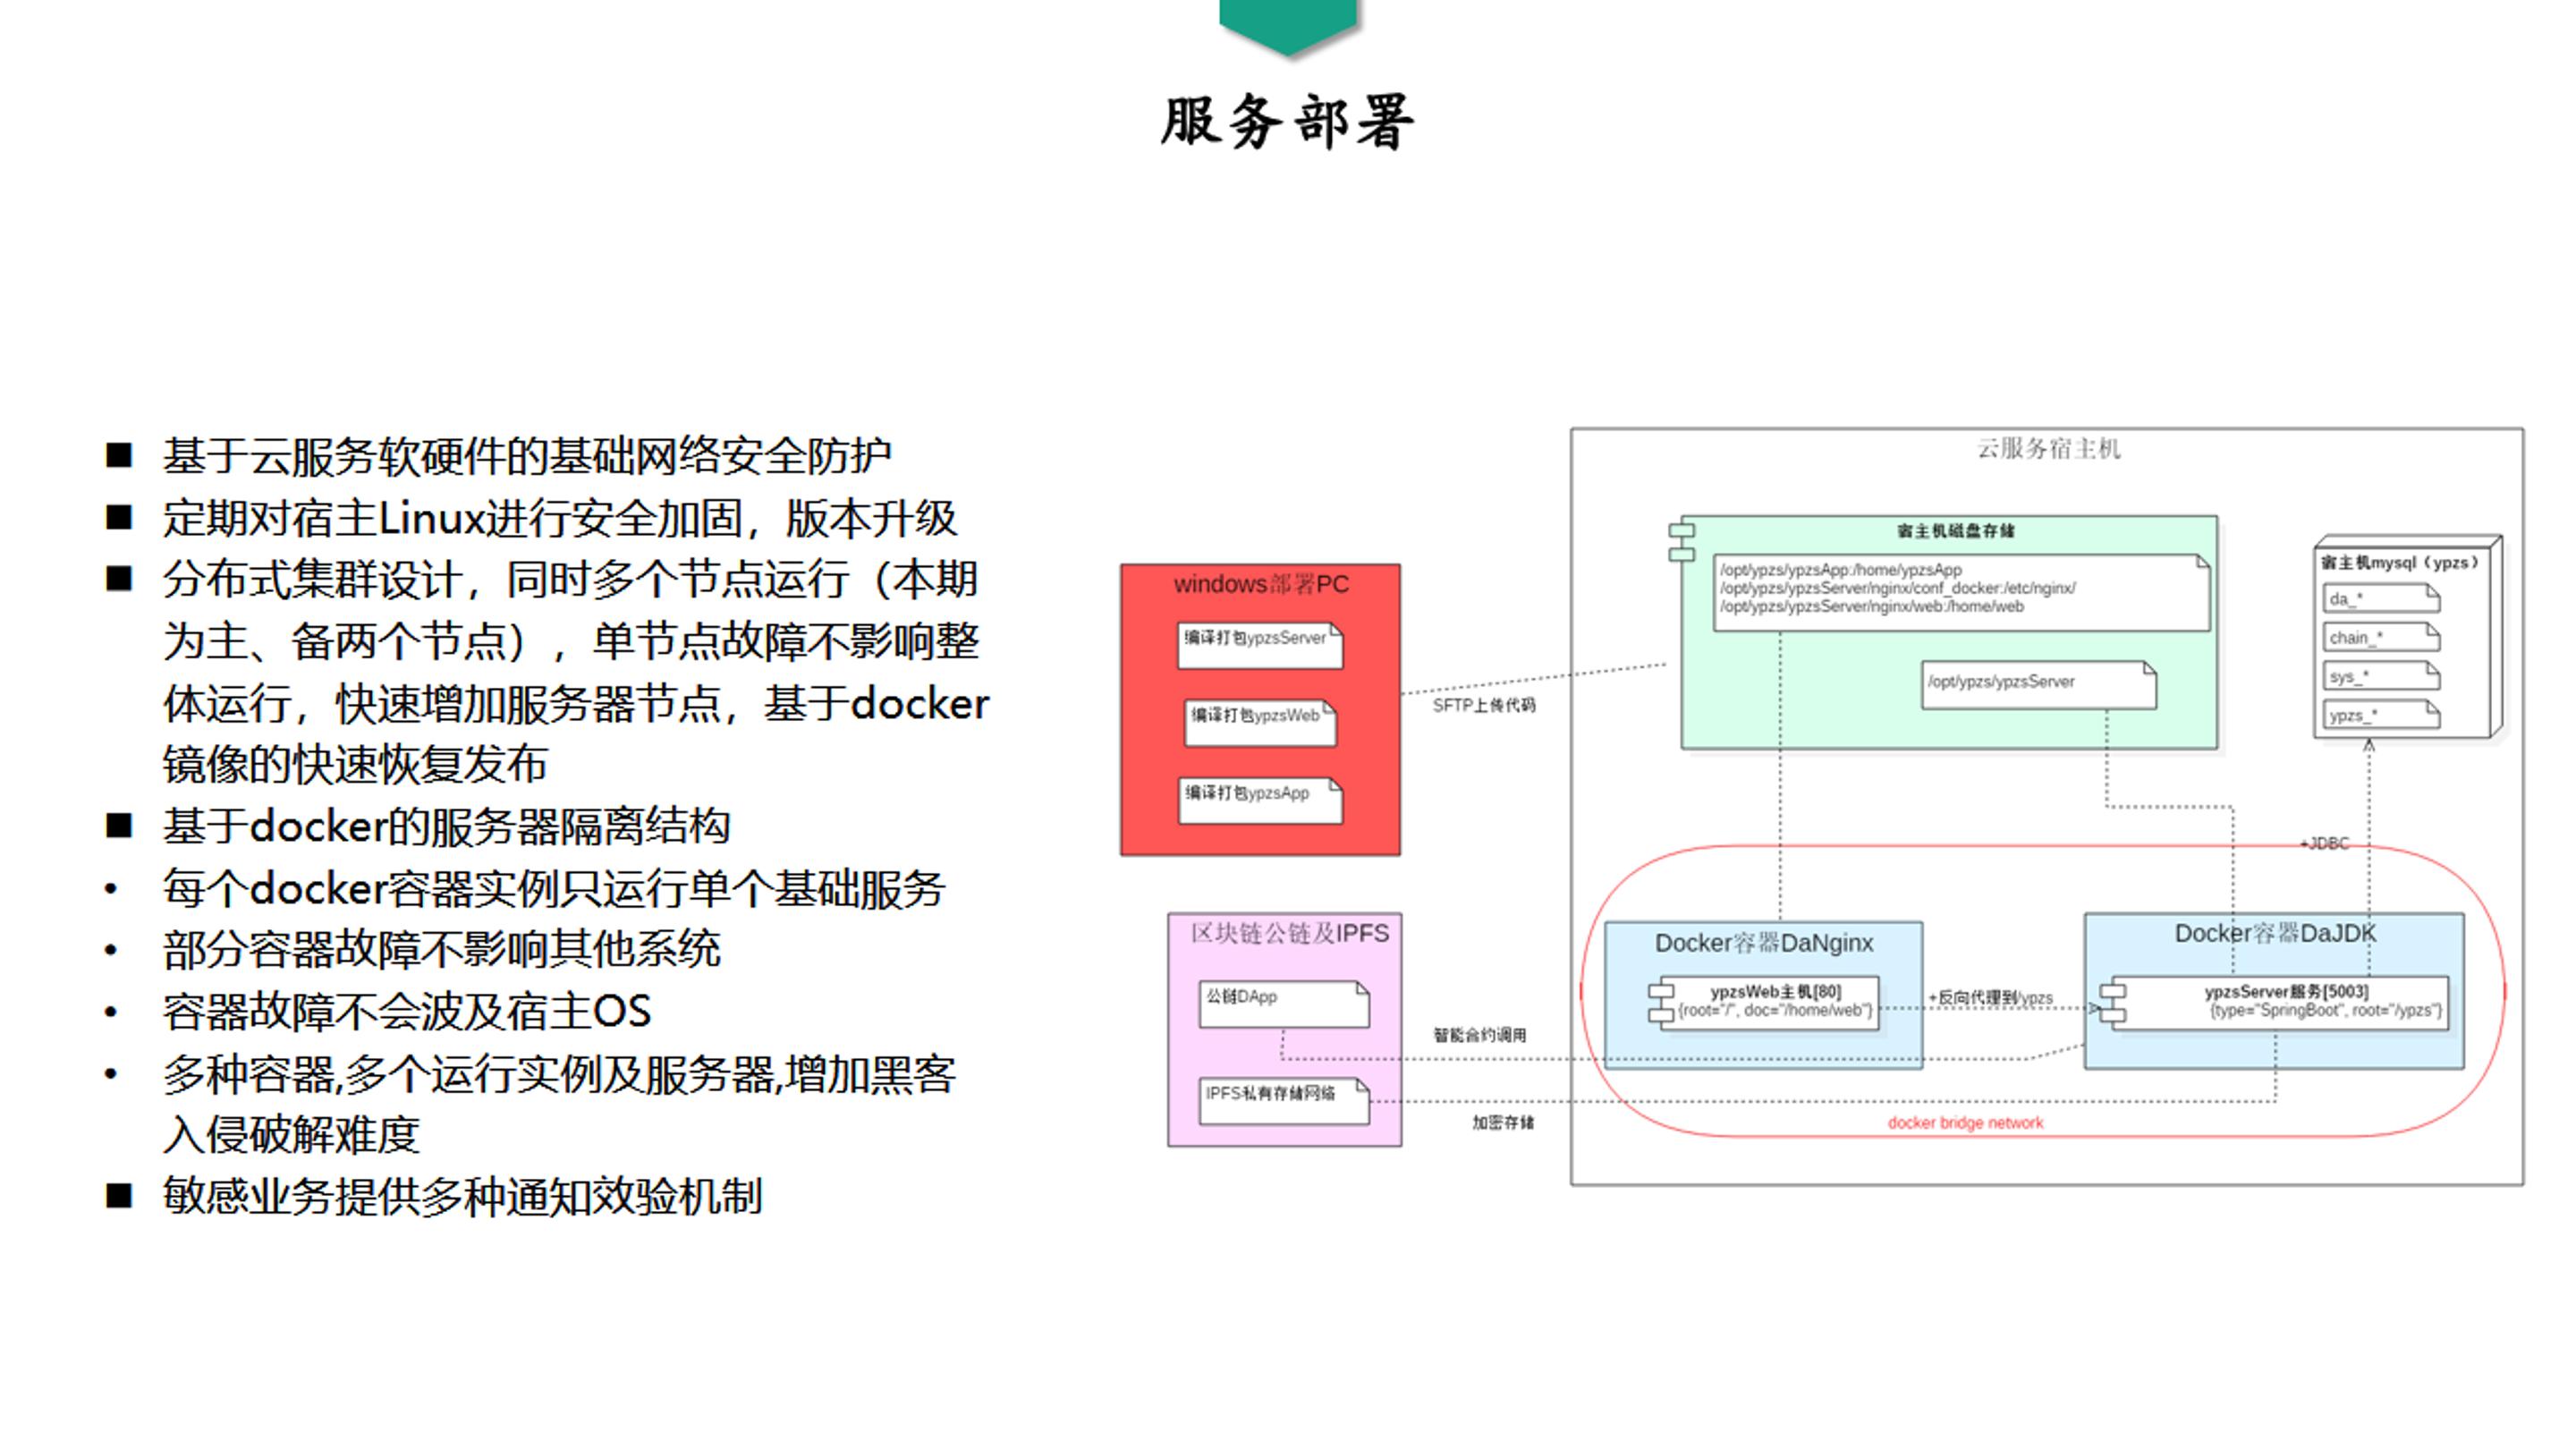 服务部署
基于云服务软硬件的基础网络安全防护
定期对宿主Linux进行安全加固，版本升级
分布式集群设计，同时多个节点运行（本期
为主、备两个节点），单节点故障不影响整
体运行，快速增加服务器节点，基于docker
镜像的快速恢复发布
基于docker的服务器隔离结构
每个docker容器实例只运行单个基础服务
部分容器故障不影响其他系统
容器故障不会波及宿主OS
多种容器,多个运行实例及服务器,增加黑客
入侵破解难度
敏感业务提供多种通知效验机制
windows部署PC
编译打包ypzsServer
编译打包ypzsWeb
编译打包ypzsApp
SFTP上传代码
区块链公链及IPFS
公链DApp
IPFS私有存储网络
智能合约调用
加密存储
云服务宿主机
宿主机磁盘存储
/opt/ypzs/ypzsApp:/home/ypzsApp
/opt/ypzs/ypzsServer/nginx/conf_docker:/etc/nginx/
/opt/ypzs/ypzsServer/nginx/web:/home/web
/opt/ypzs/ypzsServer
宿主机mysql（ypzs）
da_*
chain_*
sys_*
ypzs_*
+JDBC
Docker容器DaNginx
ypzsWeb主机[80]
{root="/", doc="/home/web"}
+反向代理到/ypzs
Docker容器DaJDK
ypzsServer服务[5003]
{type="SpringBoot", root="/ypzs"}
docker bridge network